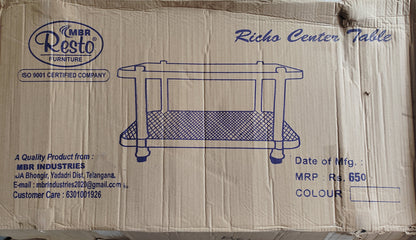 MBR
Resto
FURNITURE
ISO 9001 CERTIFIED COMPANY
Richo Center Table
A Quality Product from :
MBR INDUSTRIES
IDA Bhongir, Yadadri Dist, Telangana.
E-mail : mbrindustries2020@gmail.com
Customer Care : 6301001926
Date of Mfg :
MRP : Rs. 650
COLOUR